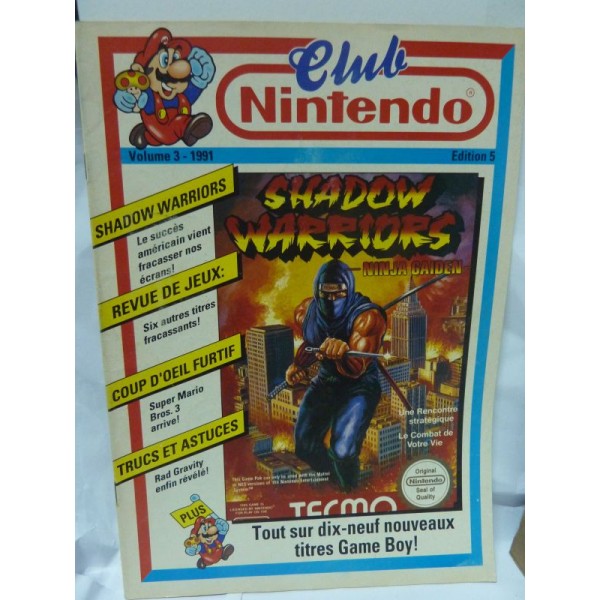 Club
Nintendo®
Volume 3 - 1991
Edition 5
SHADOW WARRIORS
Le succès
américain vient
fracasser nos
écrans!
REVUE DE JEUX:
Six autres titres
fracassants!
COUP D'OEIL FURTIF
Super Mario
Bros. 3
arrive!
TRUCS ET ASTUCES
Rad Gravity
enfin révélé!
PLUS
SHADOW
WARRIORS
NINJA GAIDEN
Une Rencontre
stratégique
Le Combat de
Votre Vie
Original
Nintendo
Seal of
Quality
TECMO
Tout sur dix-neuf nouveaux
titres Game Boy!